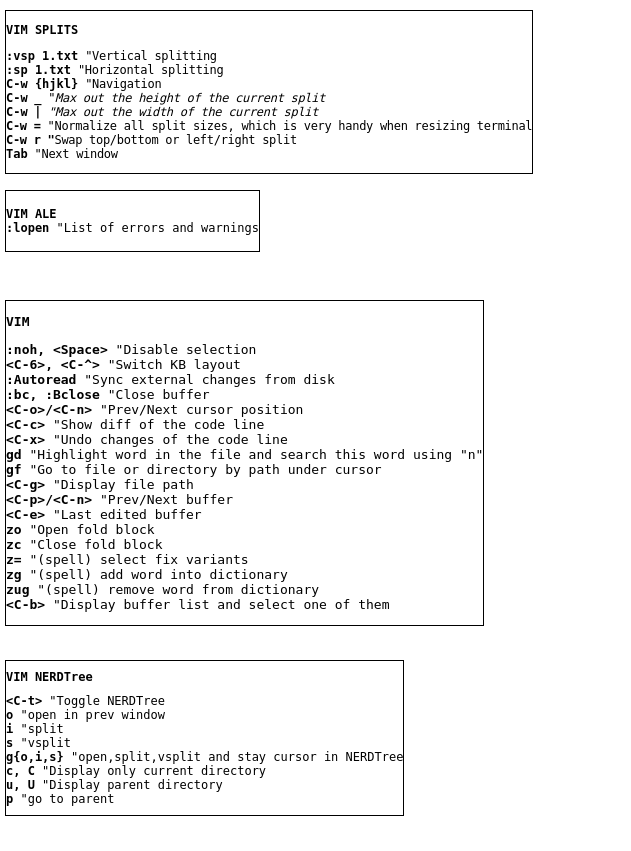 VIM SPLITS
:vsp 1.txt "Vertical splitting
:sp 1.txt "Horizontal splitting
C-w {hjkl} "Navigation
C-w _ "Max out the height of the current split
C-w | "Max out the width of the current split
C-w = "Normalize all split sizes, which is very handy when resizing terminal
C-w r "Swap top/bottom or left/right split
Tab "Next window
VIM ALE
:lopen "List of errors and warnings
VIM
:noh, <Space> "Disable selection
<C-6>, <C-^> "Switch KB layout
:Autoread "Sync external changes from disk
:bc, :Bclose "Close buffer
<C-o>/<C-n> "Prev/Next cursor position
<C-c> "Show diff of the code line
<C-x> "Undo changes of the code line
gd "Highlight word in the file and search this word using "n"
gf "Go to file or directory by path under cursor
<C-g> "Display file path
<C-p>/<C-n> "Prev/Next buffer
<C-e> "Last edited buffer
zo "Open fold block
zc "Close fold block
z= "(spell) select fix variants
zg "(spell) add word into dictionary
zug "(spell) remove word from dictionary
<C-b> "Display buffer list and select one of them
VIM NERDTree
<C-t> "Toggle NERDTree
o "open in prev window
i "split
s "vsplit
g{o,i,s} "open,split,vsplit and stay cursor in NERDTree
c, C "Display only current directory
u, U "Display parent directory
p "go to parent